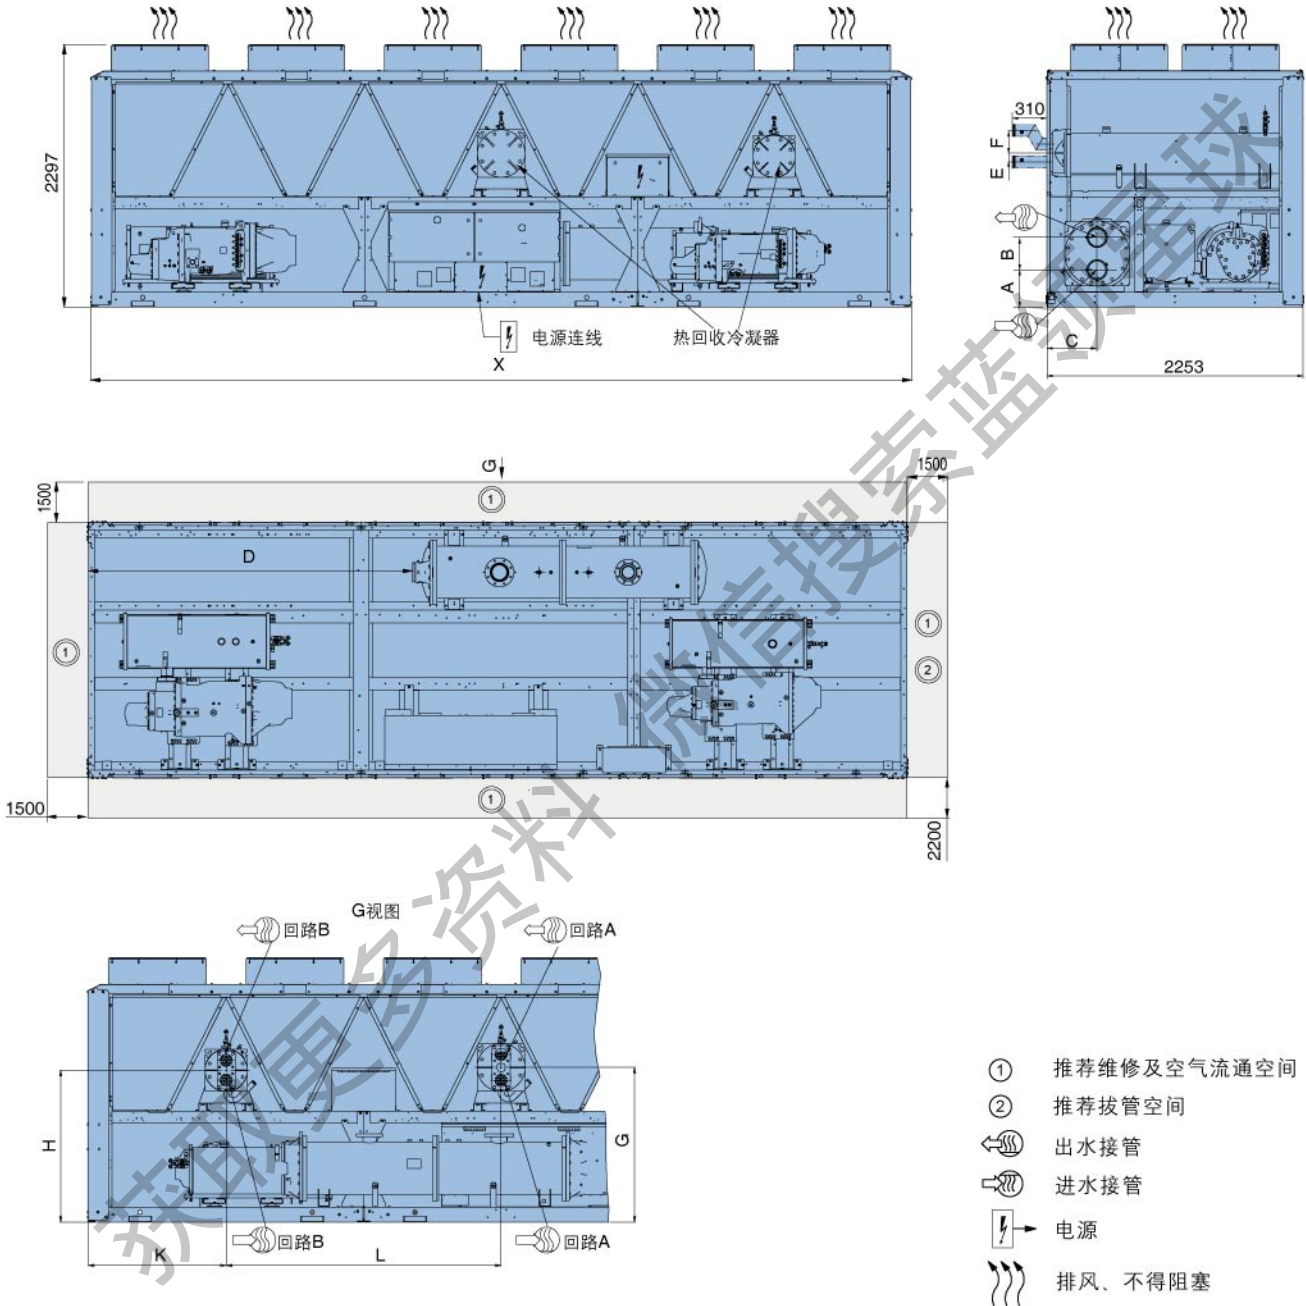 2297
310
F
E
B
A
C
2253
电源连线
热回收冷凝器
X
G
1500
1500
1
D
1
1
2
1
1500
2200
G视图
回路B
回路A
H
G
回路B
回路A
K
L
1 推荐维修及空气流通空间
2 推荐拔管空间
出水接管
进水接管
电源
排风、不得阻塞
获取更多资料 微信搜索蓝领星球